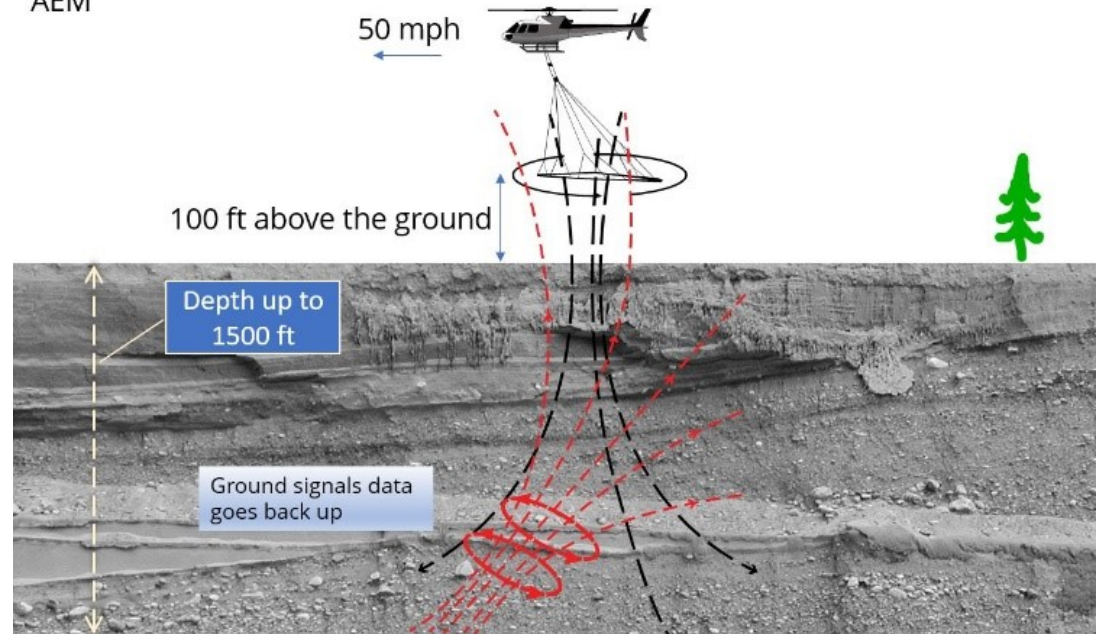 AEM
50 mph
100 ft above the ground
Depth up to
1500 ft
Ground signals data
goes back up